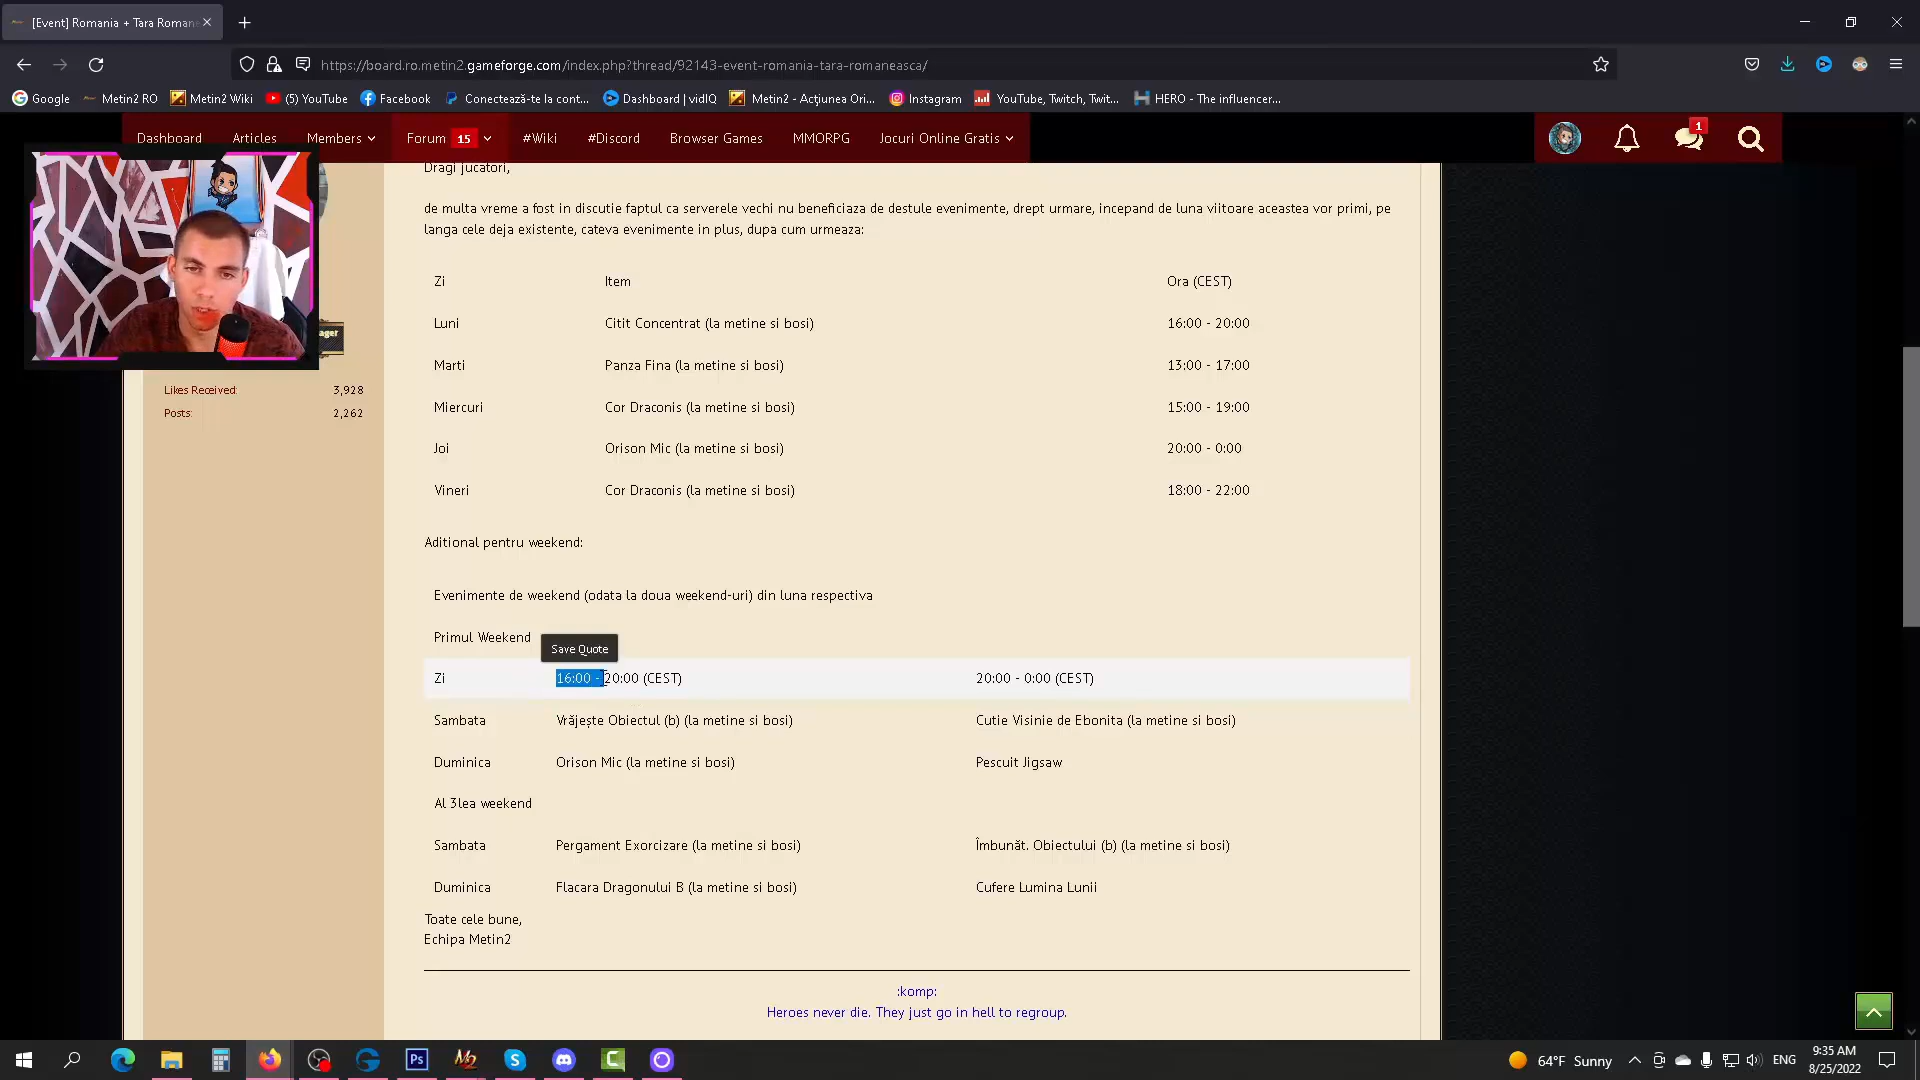 [Event] Romania + Tara Romane
https://board.ro.metin2.gameforge.com/index.php?thread/92143-event-romania-tara-romaneasca/
Google
Metin2 RO
Metin2 Wiki
(5) YouTube
Facebook
Conectează-te la cont...
Dashboard | vidIQ
Metin2 - Acțiunea Ori...
Instagram
YouTube, Twitch, Twit...
HERO - The influencer...
Dashboard
Articles
Members
Forum 15
#Wiki
#Discord
Browser Games
MMORPG
Jocuri Online Gratis
1
ager
Likes Received: 3,928
Posts: 2,262
Dragi jucatori,
de multa vreme a fost in discutie faptul ca serverele vechi nu beneficiaza de destule evenimente, drept urmare, incepand de luna viitoare aceastea vor primi, pe
langa cele deja existente, cateva evenimente in plus, dupa cum urmeaza:
Zi Item Ora (CEST)
Luni Citit Concentrat (la metine si bosi) 16:00 - 20:00
Marti Panza Fina (la metine si bosi) 13:00 - 17:00
Miercuri Cor Draconis (la metine si bosi) 15:00 - 19:00
Joi Orison Mic (la metine si bosi) 20:00 - 0:00
Vineri Cor Draconis (la metine si bosi) 18:00 - 22:00
Aditional pentru weekend:
Evenimente de weekend (odata la doua weekend-uri) din luna respectiva
Primul Weekend
Save Quote
Zi 16:00 - 20:00 (CEST) 20:00 - 0:00 (CEST)
Sambata Vrăjește Obiectul (b) (la metine si bosi) Cutie Visinie de Ebonita (la metine si bosi)
Duminica Orison Mic (la metine si bosi) Pescuit Jigsaw
Al 3lea weekend
Sambata Pergament Exorcizare (la metine si bosi) Îmbunăt. Obiectului (b) (la metine si bosi)
Duminica Flacara Dragonului B (la metine si bosi) Cufere Lumina Lunii
Toate cele bune,
Echipa Metin2
:komp:
Heroes never die. They just go in hell to regroup.
Ps
64°F Sunny
ENG
9:35 AM
8/25/2022